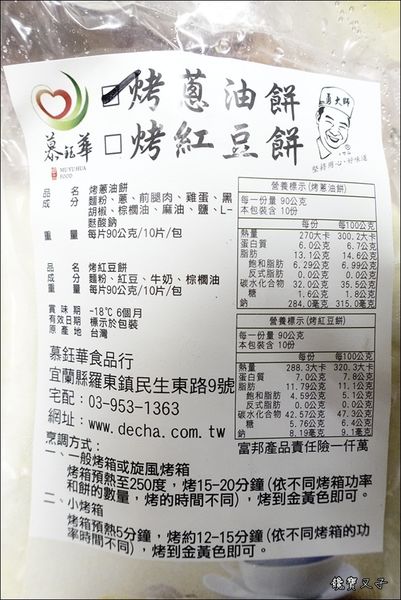 ☑烤蔥油餅
□烤紅豆餅
慕鈺華
MU YU HUA
FOOD
勇大師
堅持用心・好味道
品名 烤蔥油餅
成分 麵粉、蔥、前腿肉、雞蛋、黑
胡椒、棕櫚油、麻油、鹽、L-
麩酸鈉
重量 每片90公克/10片/包
品名 烤紅豆餅
成分 麵粉、紅豆、牛奶、棕櫚油
重量 每片90公克/10片/包
賞味期 -18℃ 6個月
有效日期 標示於包裝
原產地 台灣
營養標示(烤蔥油餅)
每一份量 90公克
本包裝含 10份
每份 每100公克
熱量 270大卡 300.2大卡
蛋白質 6.0公克 6.7公克
脂肪 13.1公克 14.6公克
飽和脂肪 6.29公克 6.99公克
反式脂肪 0.0公克 0.0公克
碳水化合物 32.0公克 35.5公克
糖 1.6公克 1.8公克
鈉 284.0毫克 315.0毫克
營養標示(烤紅豆餅)
每一份量 90公克
本包裝含 10份
每份 每100公克
熱量 288.3大卡 320.3大卡
蛋白質 7.0公克 7.8公克
脂肪 11.79公克 11.1公克
飽和脂肪 4.59公克 5.1公克
反式脂肪 0.0公克 0.0公克
碳水化合物 42.57公克 47.3公克
糖 5.76公克 6.4公克
鈉 8.19毫克 9.1毫克
富邦產品責任險一千萬
慕鈺華食品行
宜蘭縣羅東鎮民生東路9號
宅配：03-953-1363
網址：www.decha.com.tw
烹調方式：
一、一般烤箱或旋風烤箱
烤箱預熱至250度，烤15-20分鐘(依不同烤箱功率
和餅的數量，烤的時間不同)，烤到金黃色即可。
二、小烤箱
烤箱預熱5分鐘，烤約12-15分鐘(依不同烤箱的功
率時間不同)，烤到金黃色即可。